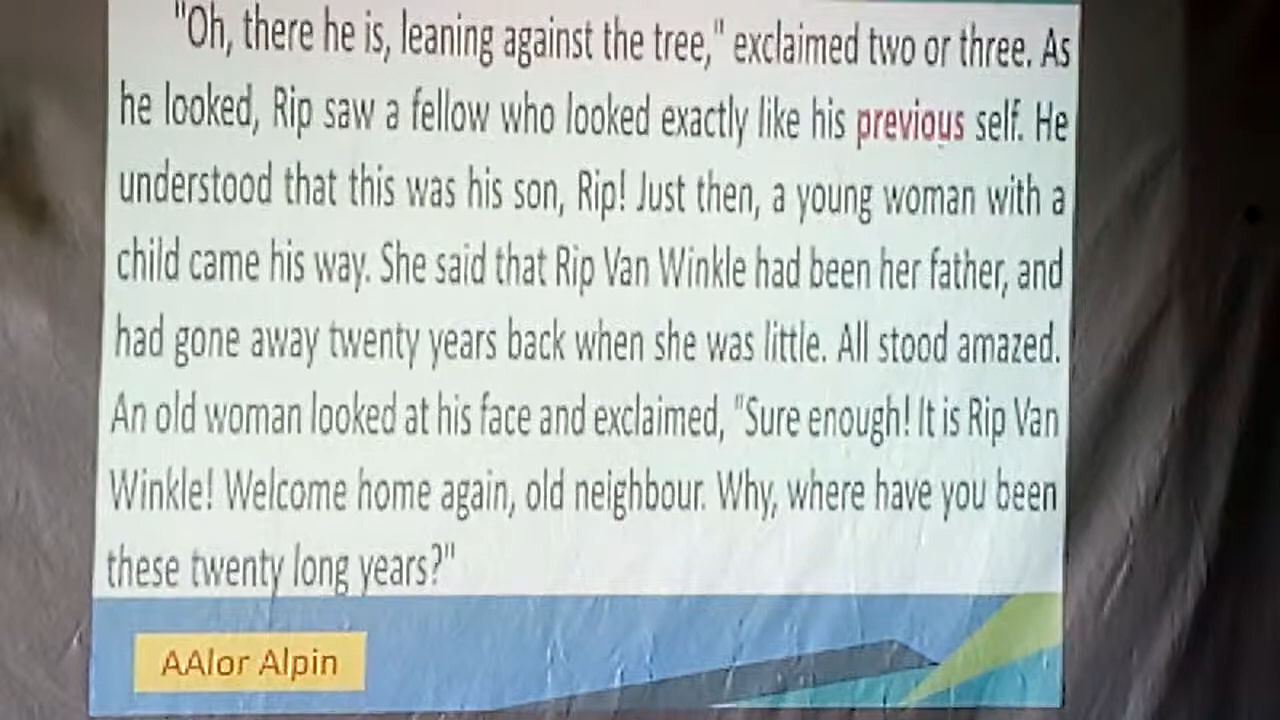 "Oh, there he is, leaning against the tree," exclaimed two or three. As
he looked, Rip saw a fellow who looked exactly like his previous self. He
understood that this was his son, Rip! Just then, a young woman with a
child came his way. She said that Rip Van Winkle had been her father, and
had gone away twenty years back when she was little. All stood amazed.
An old woman looked at his face and exclaimed, "Sure enough! It is Rip Van
Winkle! Welcome home again, old neighbour. Why, where have you been
these twenty long years?"
AAlor Alpin